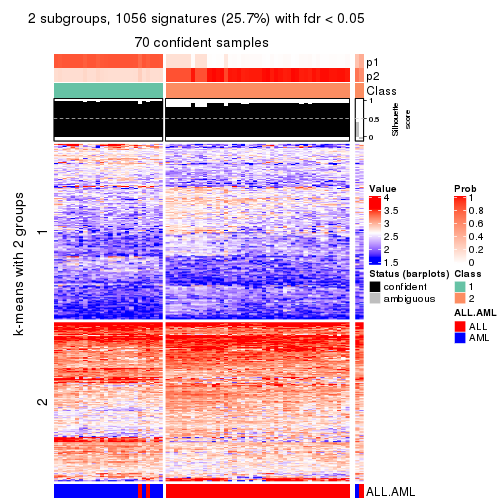 2 subgroups, 1056 signatures (25.7%) with fdr < 0.05
70 confident samples
p1
p2
Class
1
0.5
0
Silhouette
score
k-means with 2 groups
1
2
ALL.AML
Value
4
3.5
3
2.5
2
1.5
Prob
1
0.8
0.6
0.4
0.2
0
Status (barplots)
confident
ambiguous
Class
1
2
ALL.AML
ALL
AML